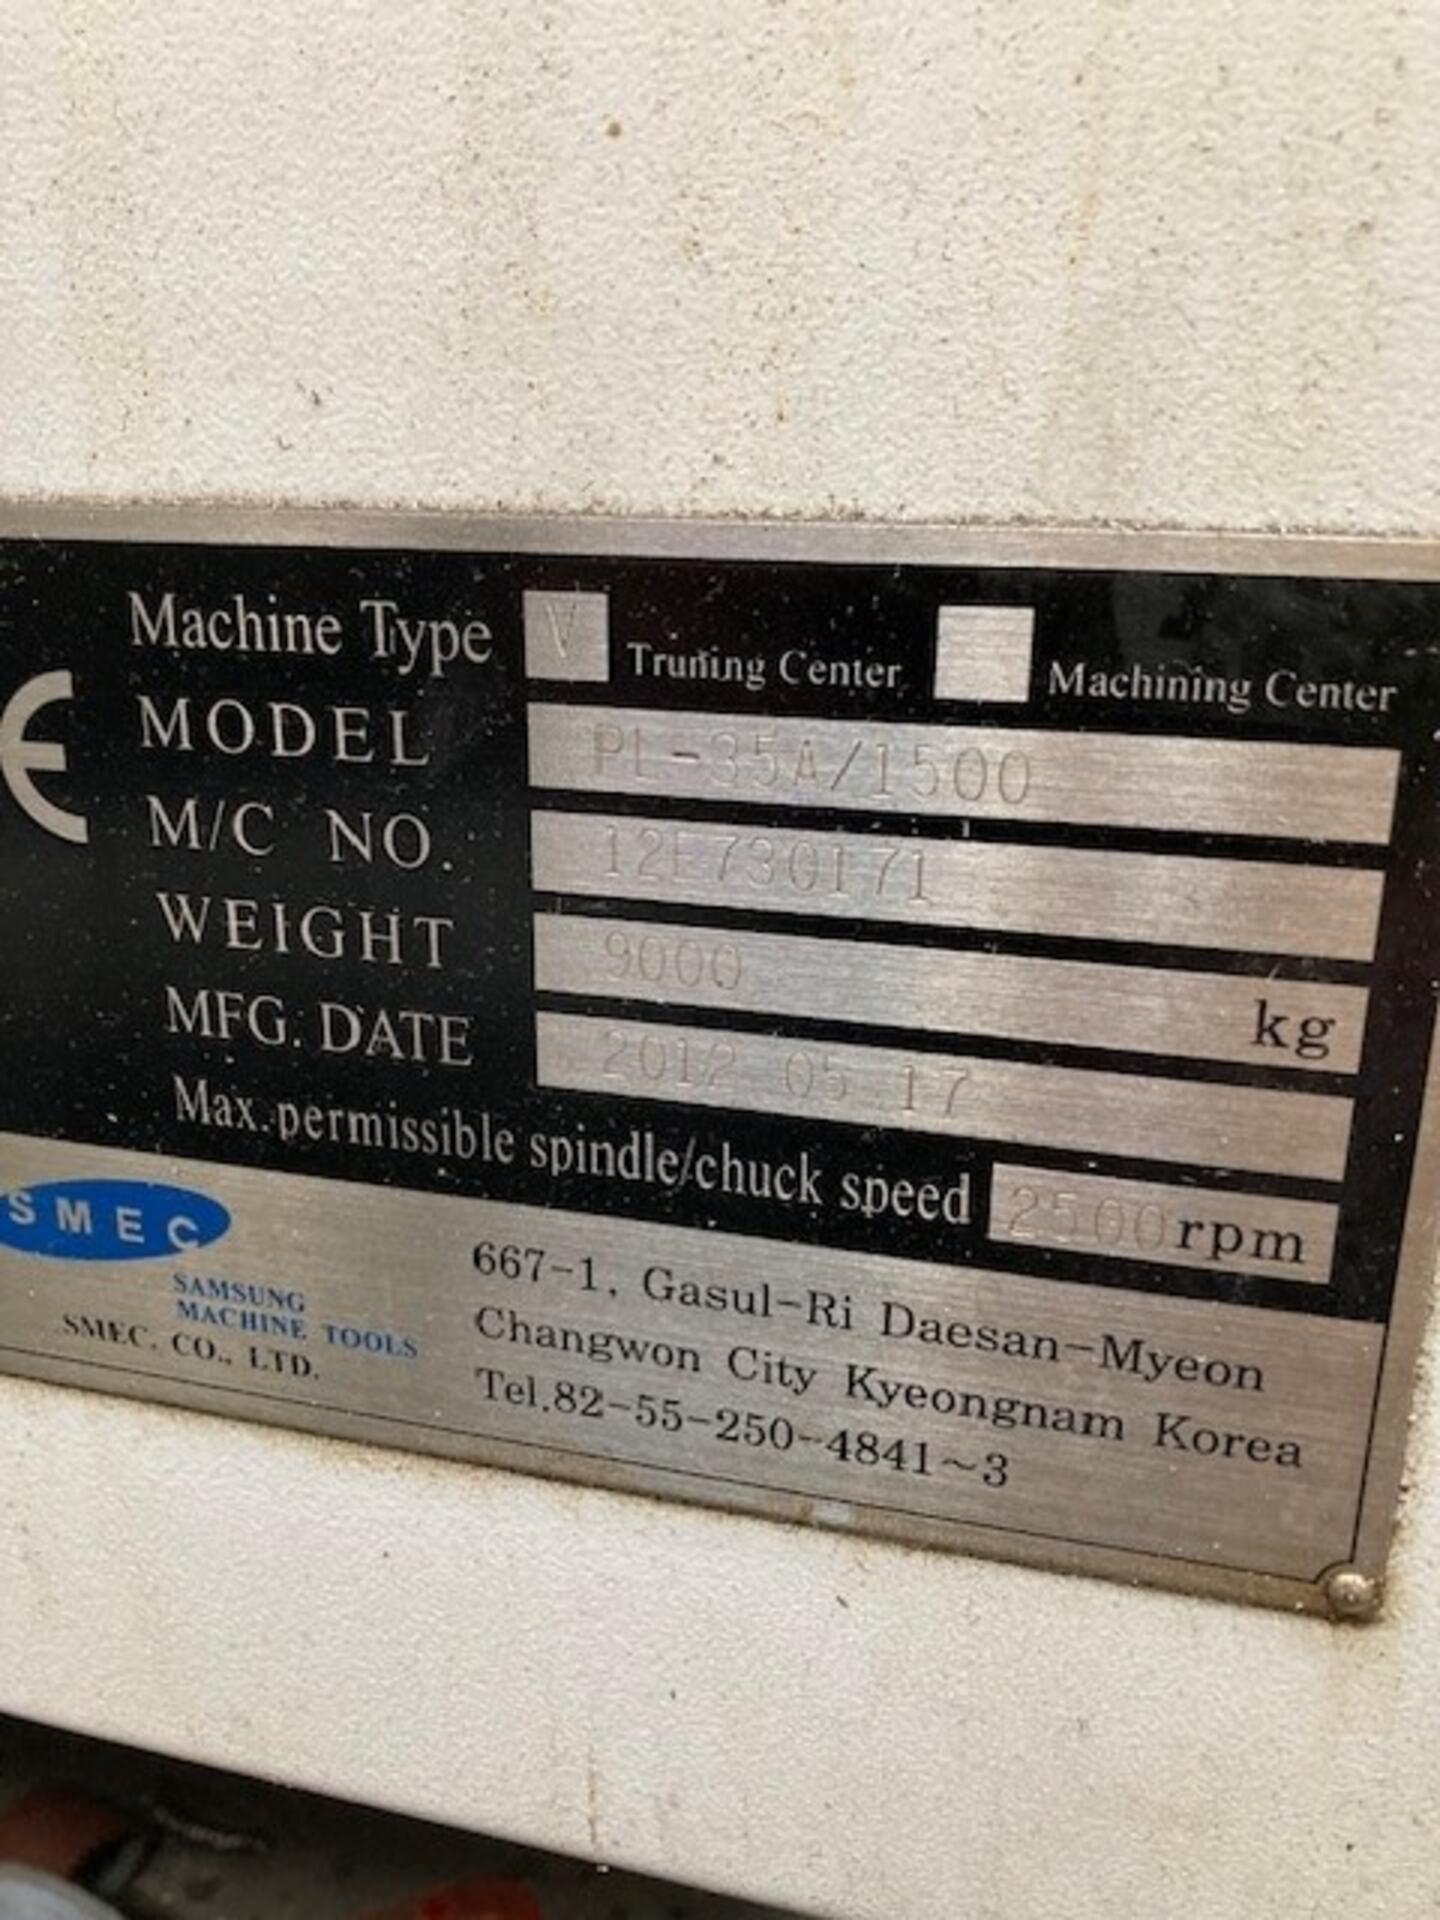 Machine Type V Truning Center Machining Center
CE MODEL PL-35A/1500
M/C NO. 12E730171
WEIGHT 9000 kg
MFG. DATE 2012 05 17
Max. permissible spindle/chuck speed 2500 rpm
SMEC
SAMSUNG
MACHINE TOOLS
SMEC. CO., LTD.
667-1, Gasul-Ri Daesan-Myeon
Changwon City Kyeongnam Korea
Tel.82-55-250-4841~3